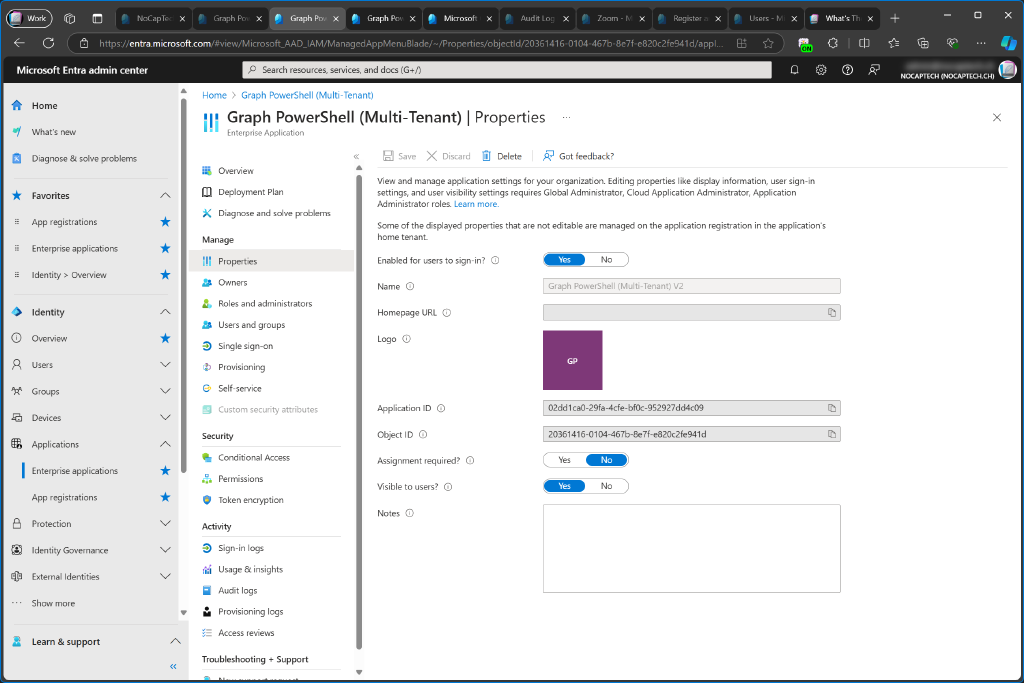 Work
NoCapTec
Graph Po
Graph Po
Graph Po
Microsoft
Audit Log
Zoom - M
Register a
Users - M
What's Th
https://entra.microsoft.com/#view/Microsoft_AAD_IAM/ManagedAppMenuBlade/~/Properties/objectId/20361416-0104-467b-8e7f-e820c2fe941d/appl...
ON
Microsoft Entra admin center
Search resources, services, and docs (G+/)
NOCAPTECH (NOCAPTECH.CH)
Home
What's new
Diagnose & solve problems
Favorites
App registrations
Enterprise applications
Identity > Overview
Identity
Overview
Users
Groups
Devices
Applications
Enterprise applications
App registrations
Protection
Identity Governance
External Identities
Show more
Learn & support
Home > Graph PowerShell (Multi-Tenant)
Graph PowerShell (Multi-Tenant) | Properties
Enterprise Application
Overview
Deployment Plan
Diagnose and solve problems
Manage
Properties
Owners
Roles and administrators
Users and groups
Single sign-on
Provisioning
Self-service
Custom security attributes
Security
Conditional Access
Permissions
Token encryption
Activity
Sign-in logs
Usage & insights
Audit logs
Provisioning logs
Access reviews
Troubleshooting + Support
New support request
Save
Discard
Delete
Got feedback?
View and manage application settings for your organization. Editing properties like display information, user sign-in
settings, and user visibility settings requires Global Administrator, Cloud Application Administrator, Application
Administrator roles. Learn more.
Some of the displayed properties that are not editable are managed on the application registration in the application's
home tenant.
Enabled for users to sign-in? Yes No
Name Graph PowerShell (Multi-Tenant) V2
Homepage URL
Logo GP
Application ID 02dd1ca0-29fa-4cfe-bf0c-952927dd4c09
Object ID 20361416-0104-467b-8e7f-e820c2fe941d
Assignment required? Yes No
Visible to users? Yes No
Notes